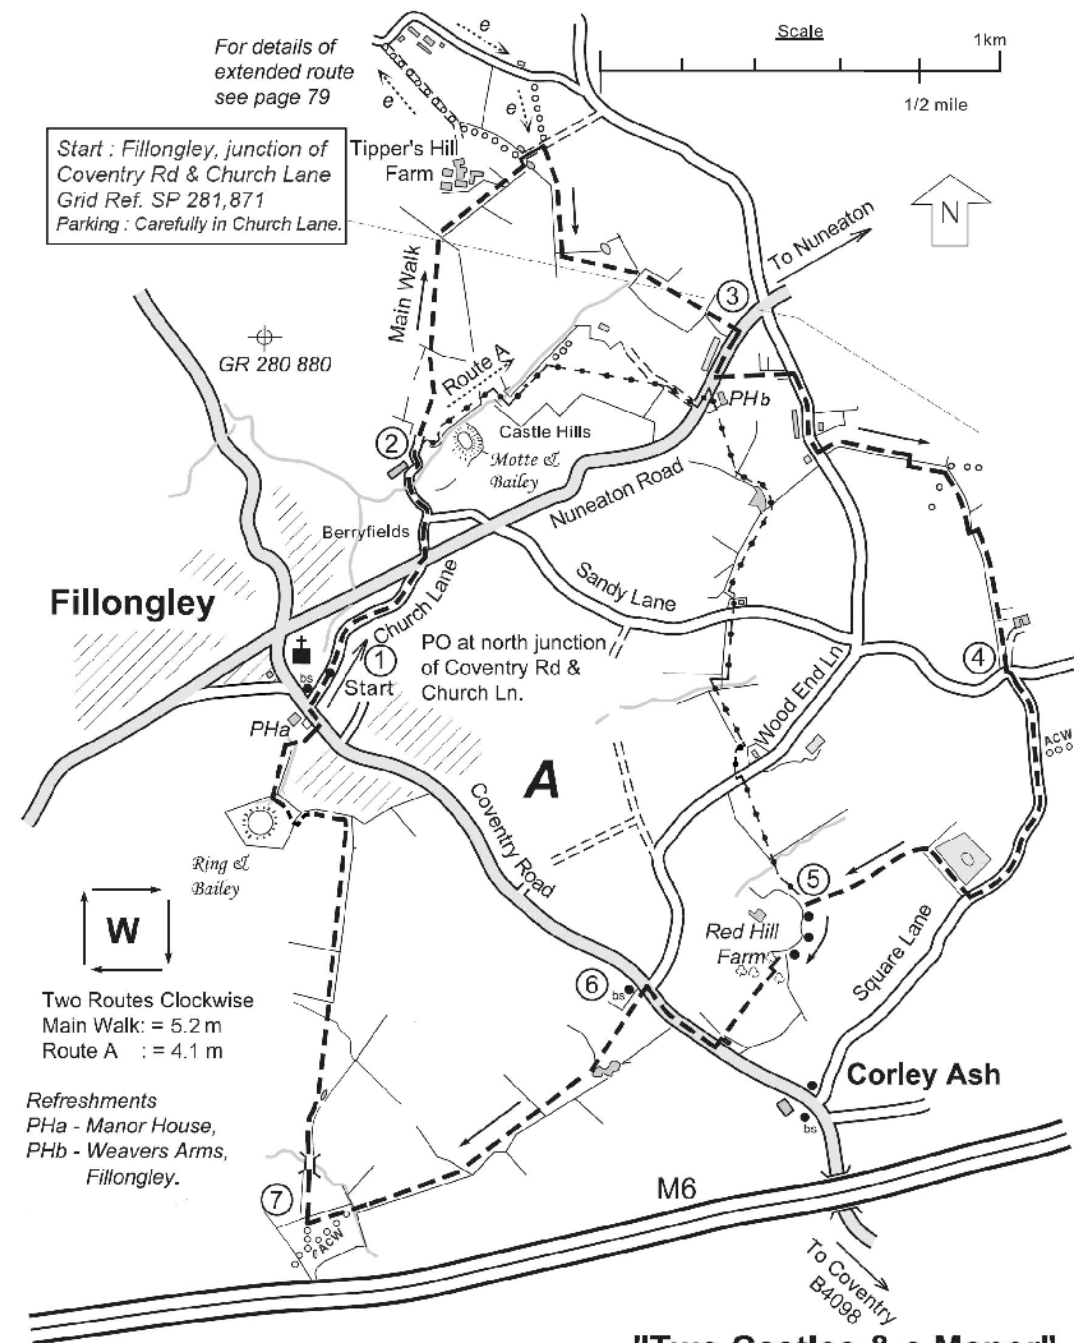 e
Scale
1km
1/2 mile
For details of
extended route
see page 79
e
e
Start : Fillongley, junction of
Coventry Rd & Church Lane
Grid Ref. SP 281,871
Parking : Carefully in Church Lane.
Tipper's Hill
Farm
N
To Nuneaton
Main Walk
3
GR 280 880
Route A
PHb
2
Castle Hills
Motte &
Bailey
Nuneaton Road
Berryfields
Fillongley
Church Lane
Sandy Lane
PO at north junction
of Coventry Rd &
Church Ln.
1
Start
bs
4
Wood End Ln.
PHa
ACW
A
Coventry Road
Ring &
Bailey
5
W
Red Hill
Farm
Square Lane
6
bs
Two Routes Clockwise
Main Walk: = 5.2 m
Route A : = 4.1 m
Corley Ash
Refreshments
PHa - Manor House,
PHb - Weavers Arms,
Fillongley.
bs
7
M6
ACW
To Coventry
B4098
"Two Castles & a Manor"